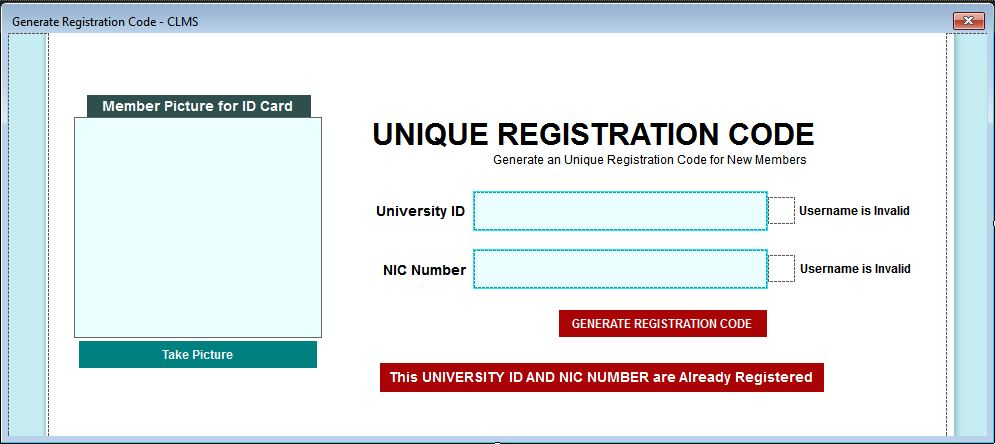 Generate Registration Code - CLMS
Member Picture for ID Card
UNIQUE REGISTRATION CODE
Generate an Unique Registration Code for New Members
University ID
Username is Invalid
NIC Number
Username is Invalid
GENERATE REGISTRATION CODE
Take Picture
This UNIVERSITY ID AND NIC NUMBER are Already Registered